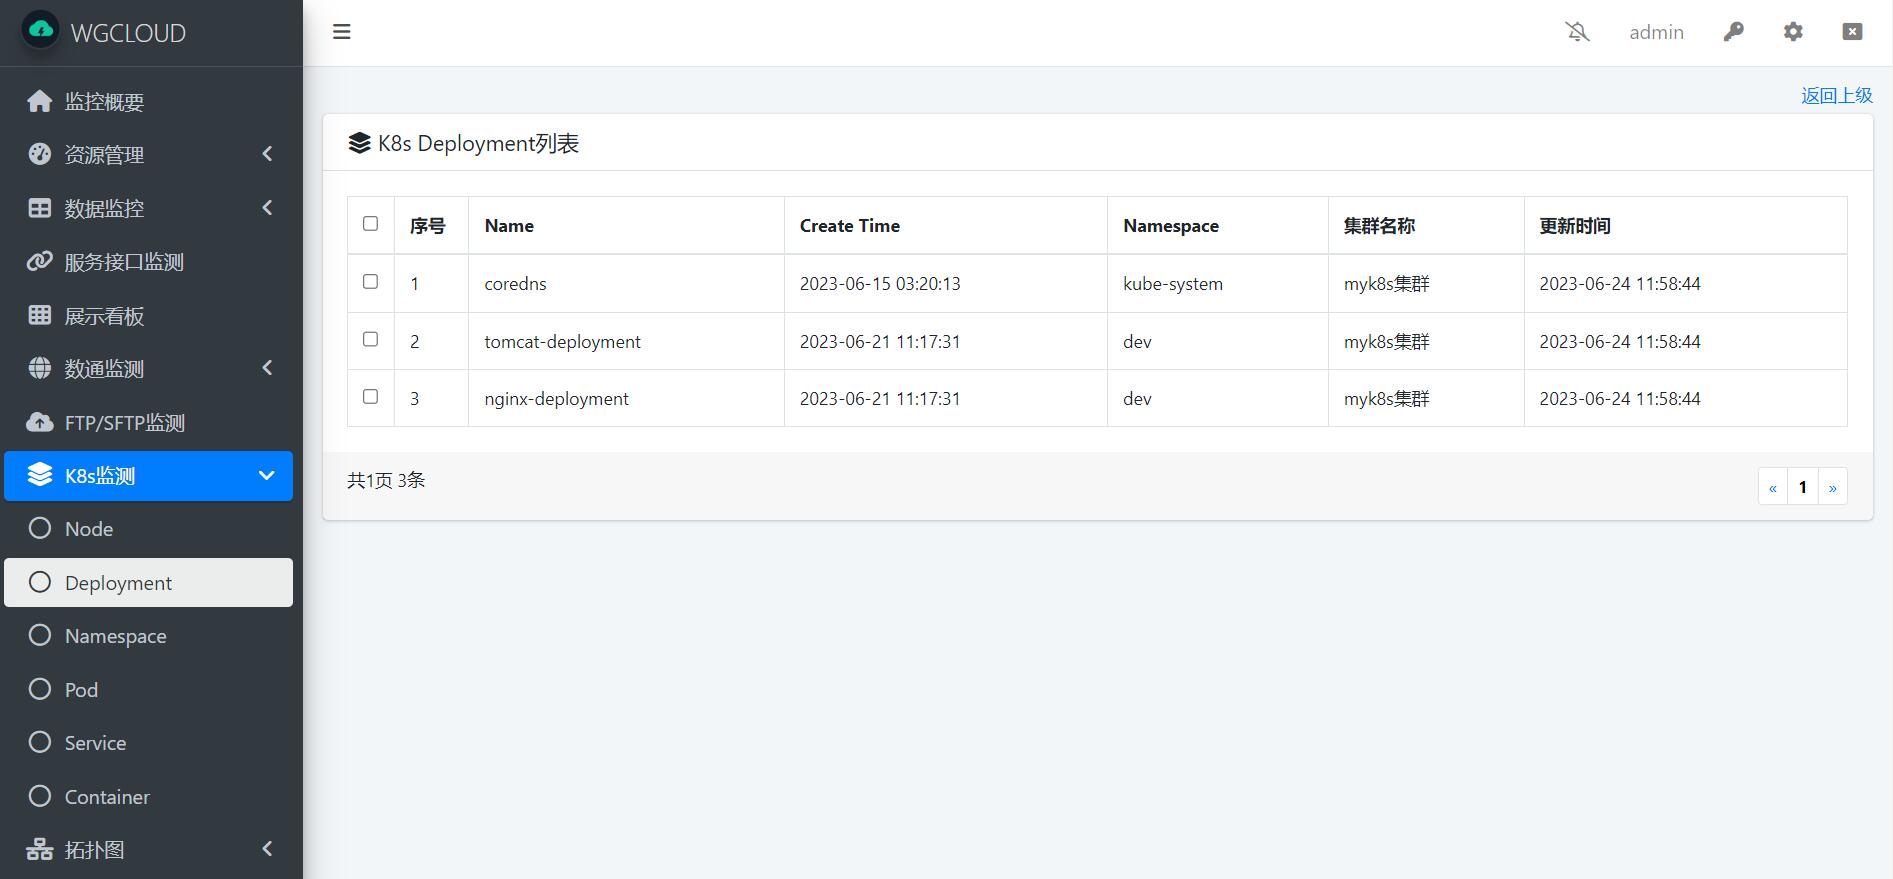 WGCLOUD
admin
监控概要
资源管理
数据监控
服务接口监测
展示看板
数通监测
FTP/SFTP监测
K8s监测
Node
Deployment
Namespace
Pod
Service
Container
拓扑图
返回上级
K8s Deployment列表
序号 Name Create Time Namespace 集群名称 更新时间
1 coredns 2023-06-15 03:20:13 kube-system myk8s集群 2023-06-24 11:58:44
2 tomcat-deployment 2023-06-21 11:17:31 dev myk8s集群 2023-06-24 11:58:44
3 nginx-deployment 2023-06-21 11:17:31 dev myk8s集群 2023-06-24 11:58:44
共1页 3条
« 1 »